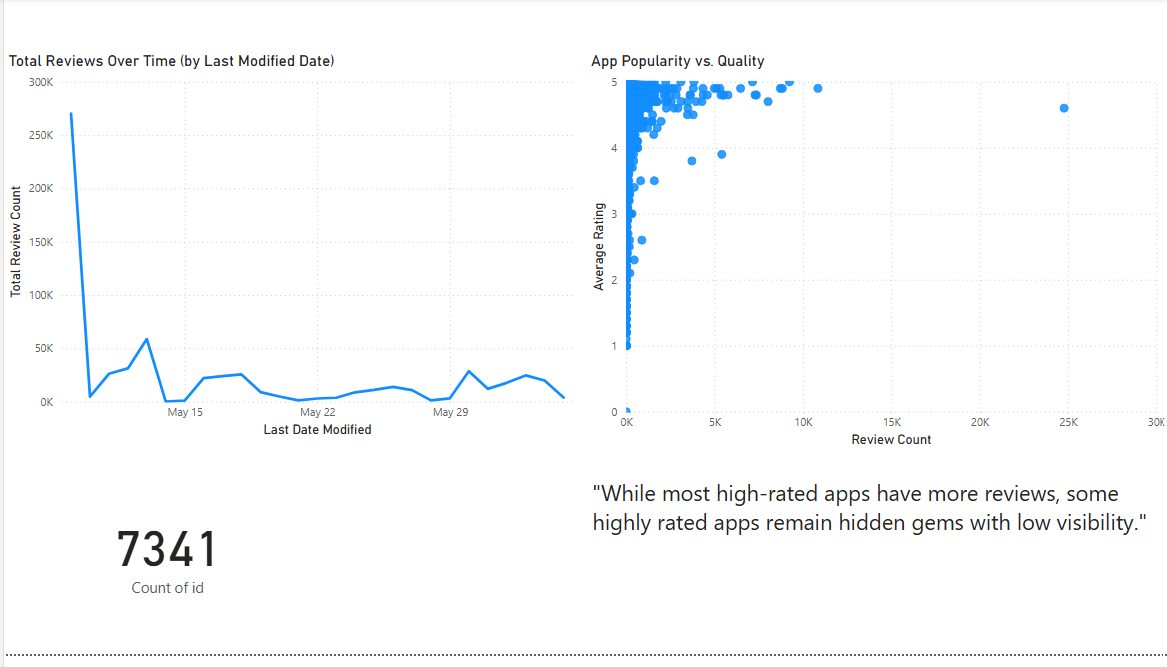 Total Reviews Over Time (by Last Modified Date)
300K
250K
200K
150K
100K
50K
0K
Total Review Count
May 15
May 22
May 29
Last Date Modified
App Popularity vs. Quality
5
4
3
2
1
0
Average Rating
0K
5K
10K
15K
20K
25K
30K
Review Count
"While most high-rated apps have more reviews, some
highly rated apps remain hidden gems with low visibility."
7341
Count of id